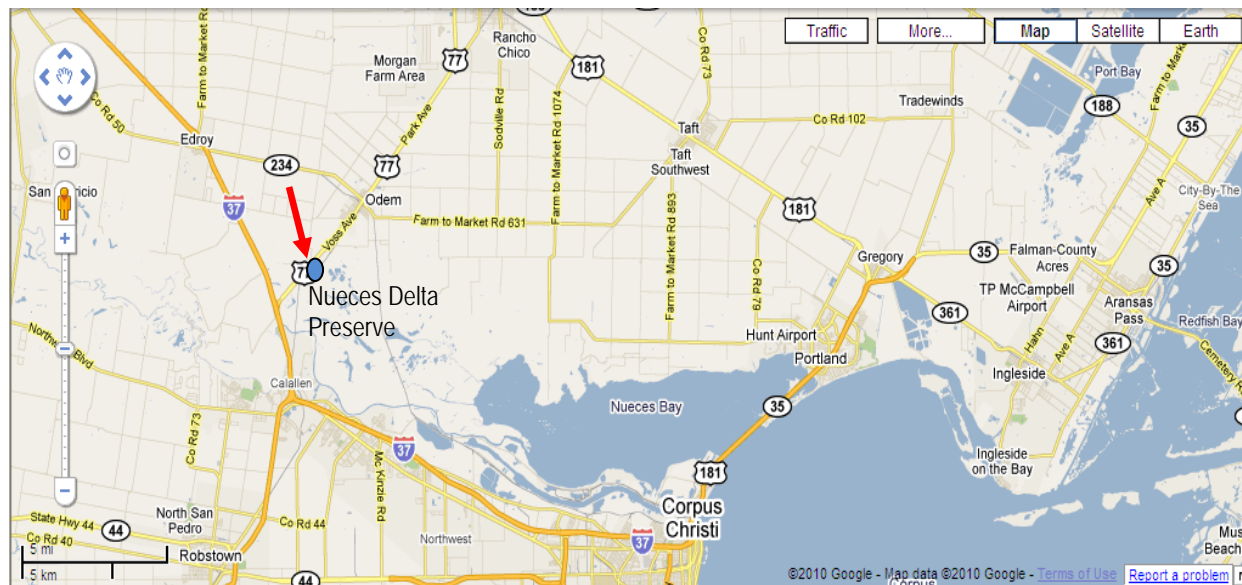 Traffic
More...
Map
Satellite
Earth
Rancho
Chico
Morgan
Farm Area
77
181
Co Rd 73
Port Bay
188
Farm to Market Rd
Co Rd 50
Park Ave
Sodville Rd
Farm to Market Rd 1074
Tradewinds
35
Edroy
234
77
Taft
Taft
Southwest
Co Rd 102
Ave A
City-By-The
Sea
37
Odem
Voss Ave
Farm to Market Rd 631
Farm to Market Rd 893
181
Gregory
35
Falman-County
Acres
35
Nueces Delta
Preserve
Co Rd 79
TP McCampbell
Airport
Aransas
Pass
Redfish Bay
361
Hunt Airport
Portland
Hahn
Ave A
361
Cemetery R
Northwest Blvd
Calallen
Nueces Bay
35
Ingleside
Co Rd 73
37
Mc Kinzie Rd
181
Ingleside
on the Bay
Corpus
Christi
State Hwy 44
44
North San
Pedro
Co Rd 44
Co Rd 40
Northwest
37
Robstown
44
5 mi
5 km
©2010 Google - Map data ©2010 Google - Terms of Use
Report a problem